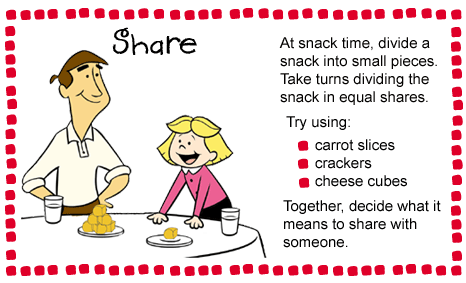 Share
At snack time, divide a
snack into small pieces.
Take turns dividing the
snack in equal shares.
Try using:
carrot slices
crackers
cheese cubes
Together, decide what it
means to share with
someone.